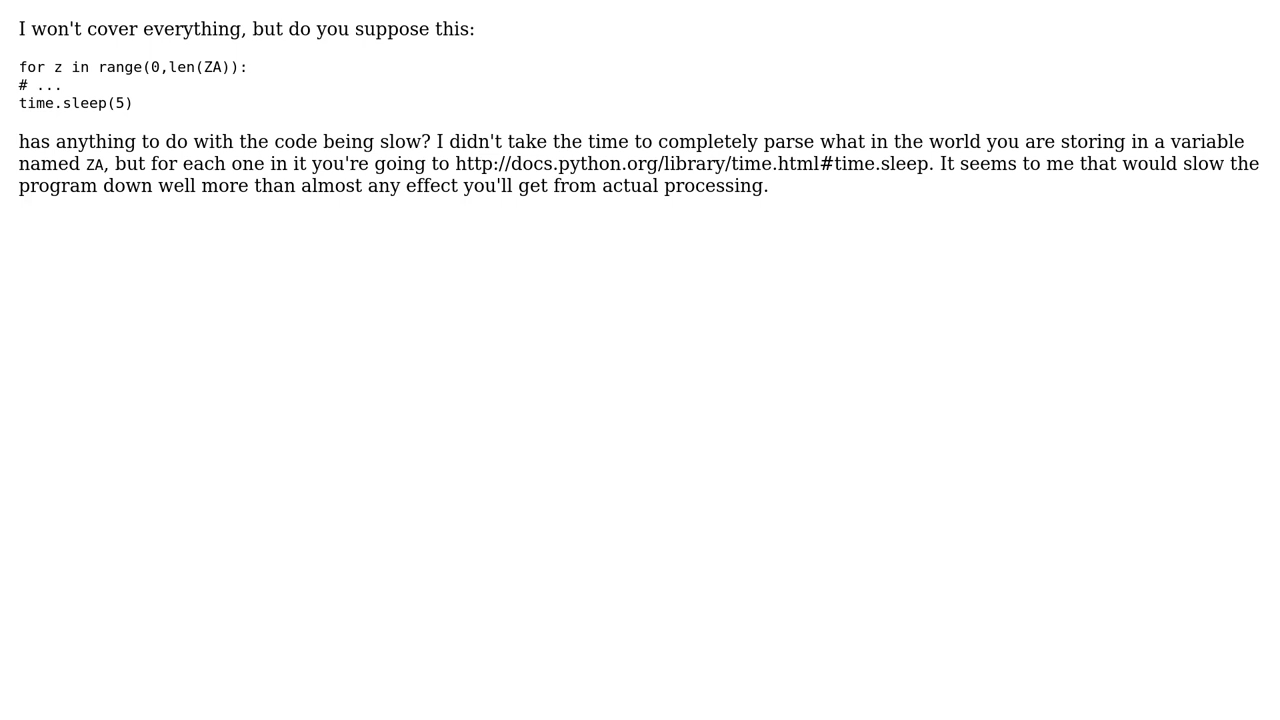 I won't cover everything, but do you suppose this:
for z in range(0,len(ZA)):
# ...
time.sleep(5)
has anything to do with the code being slow? I didn't take the time to completely parse what in the world you are storing in a variable
named ZA, but for each one in it you're going to http://docs.python.org/library/time.html#time.sleep. It seems to me that would slow the
program down well more than almost any effect you'll get from actual processing.